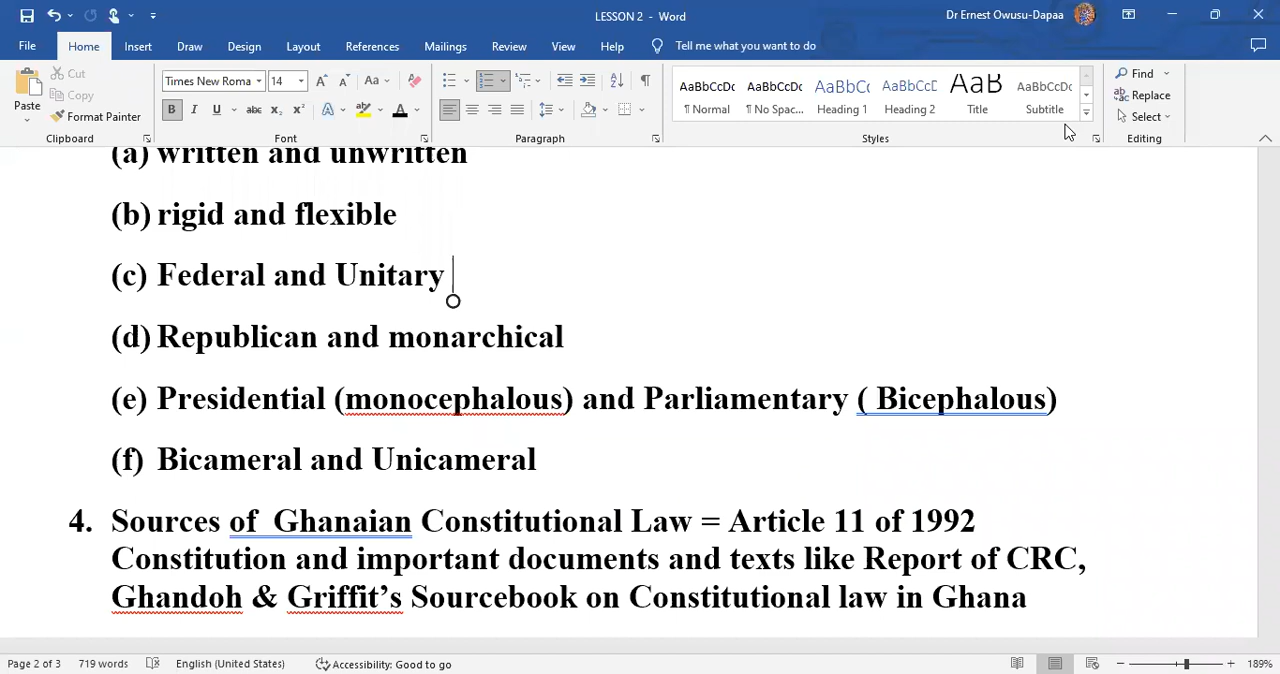 LESSON 2 - Word
Dr Ernest Owusu-Dapaa
File Home Insert Draw Design Layout References Mailings Review View Help Tell me what you want to do
Paste
Cut
Copy
Format Painter
Clipboard
Times New Roma 14
Font
Paragraph
AaBbCcDc AaBbCcDc AaBbC( AaBbCcD AaB AaBbCcDc
¶ Normal ¶ No Spac... Heading 1 Heading 2 Title Subtitle
Styles
Find
Replace
Select
Editing
(a) written and unwritten
(b) rigid and flexible
(c) Federal and Unitary
(d) Republican and monarchical
(e) Presidential (monocephalous) and Parliamentary ( Bicephalous)
(f) Bicameral and Unicameral
4. Sources of  Ghanaian Constitutional Law = Article 11 of 1992
Constitution and important documents and texts like Report of CRC,
Ghandoh & Griffit’s Sourcebook on Constitutional law in Ghana
Page 2 of 3 719 words English (United States) Accessibility: Good to go 189%